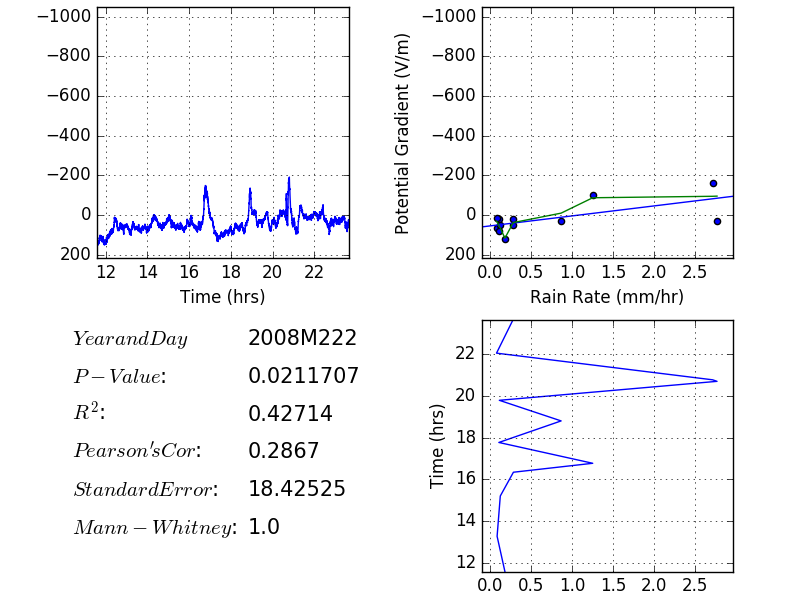 −1000
−800
−600
−400
−200
0
200
12 14 16 18 20 22
Time (hrs)
Potential Gradient (V/m)
−1000
−800
−600
−400
−200
0
200
0.0 0.5 1.0 1.5 2.0 2.5
Rain Rate (mm/hr)
YearandDay 2008M222
P−Value: 0.0211707
R²: 0.42714
Pearson'sCor: 0.2867
StandardError: 18.42525
Mann−Whitney: 1.0
Time (hrs)
22
20
18
16
14
12
0.0 0.5 1.0 1.5 2.0 2.5